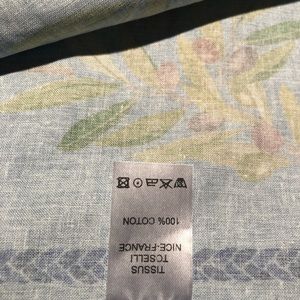 TISSUS
TOSELLI
NICE-FRANCE
100% COTON